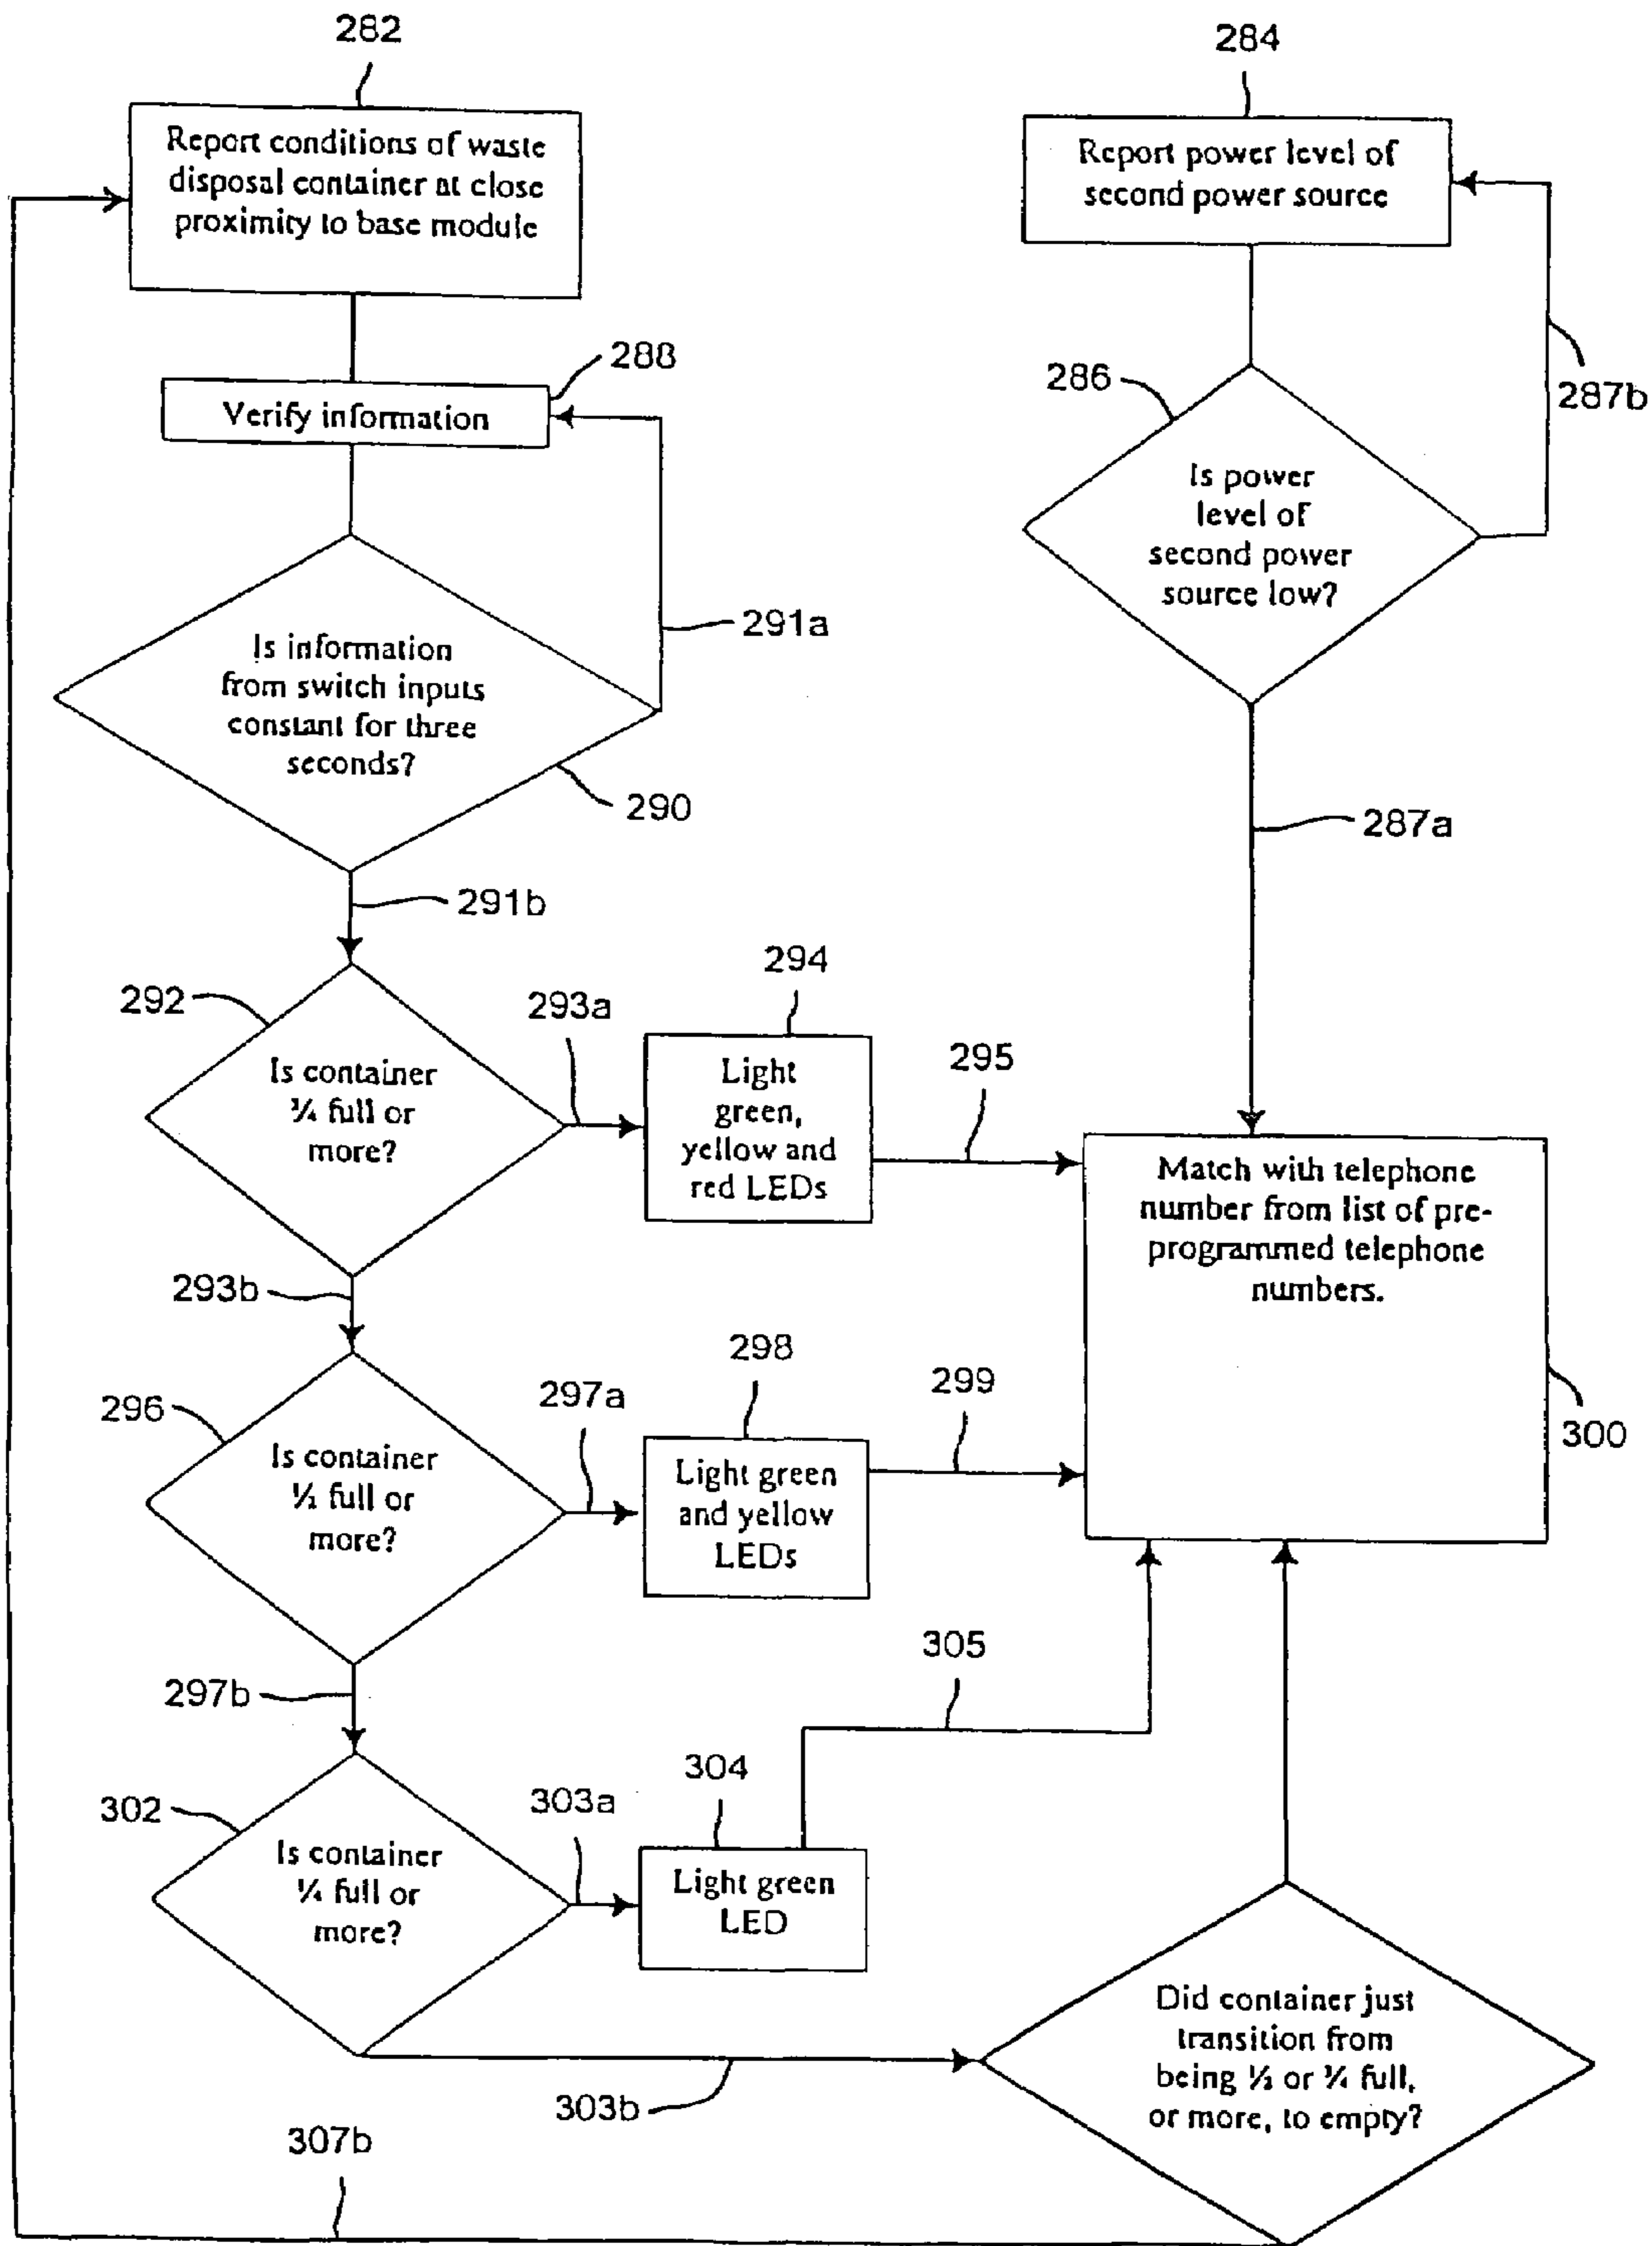 282
Report conditions of waste
disposal container at close
proximity to base module
284
Report power level of
second power source
288
Verify information
286
Is power
level of
second power
source low?
287b
Is information
from switch inputs
constant for three
seconds?
291a
290
287a
291b
292
Is container
¾ full or
more?
293a
294
Light
green,
yellow and
red LEDs
295
Match with telephone
number from list of pre-
programmed telephone
numbers.
300
293b
296
Is container
½ full or
more?
297a
298
Light green
and yellow
LEDs
299
297b
305
302
Is container
¼ full or
more?
303a
304
Light green
LED
303b
Did container just
transition from
being ½ or ¾ full,
or more, to empty?
307b